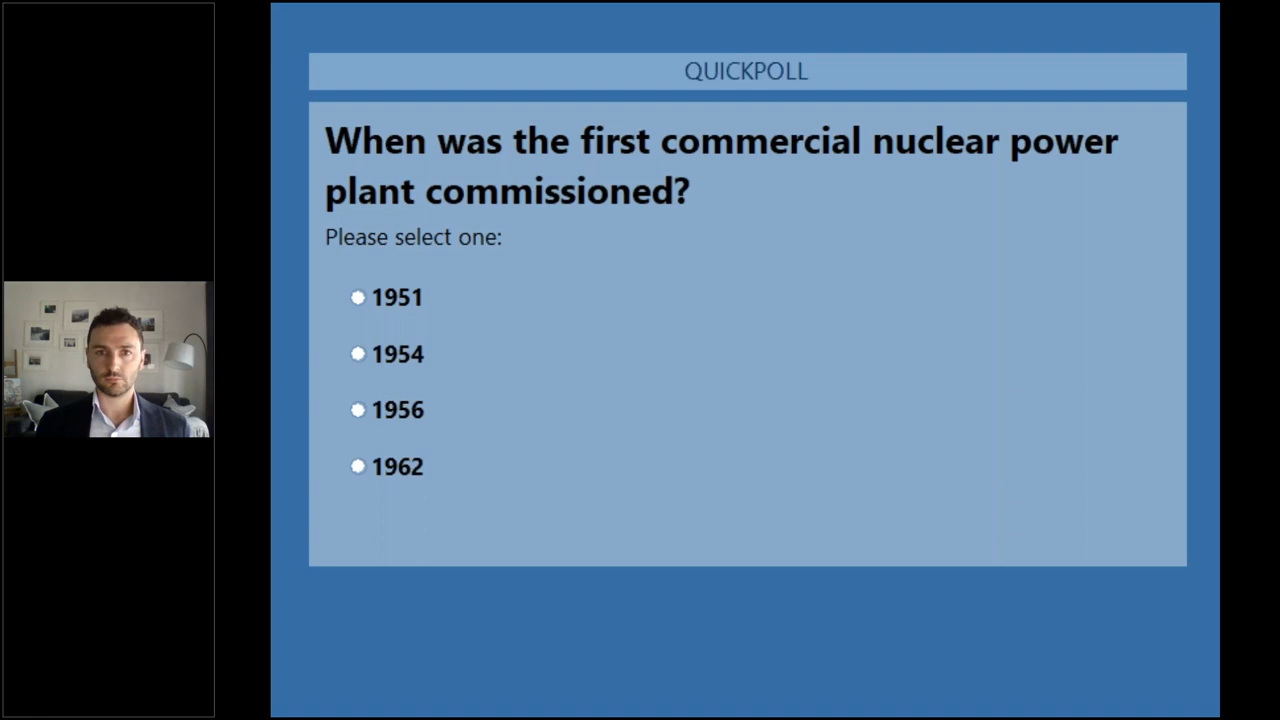 QUICKPOLL
When was the first commercial nuclear power
plant commissioned?
Please select one:
1951
1954
1956
1962